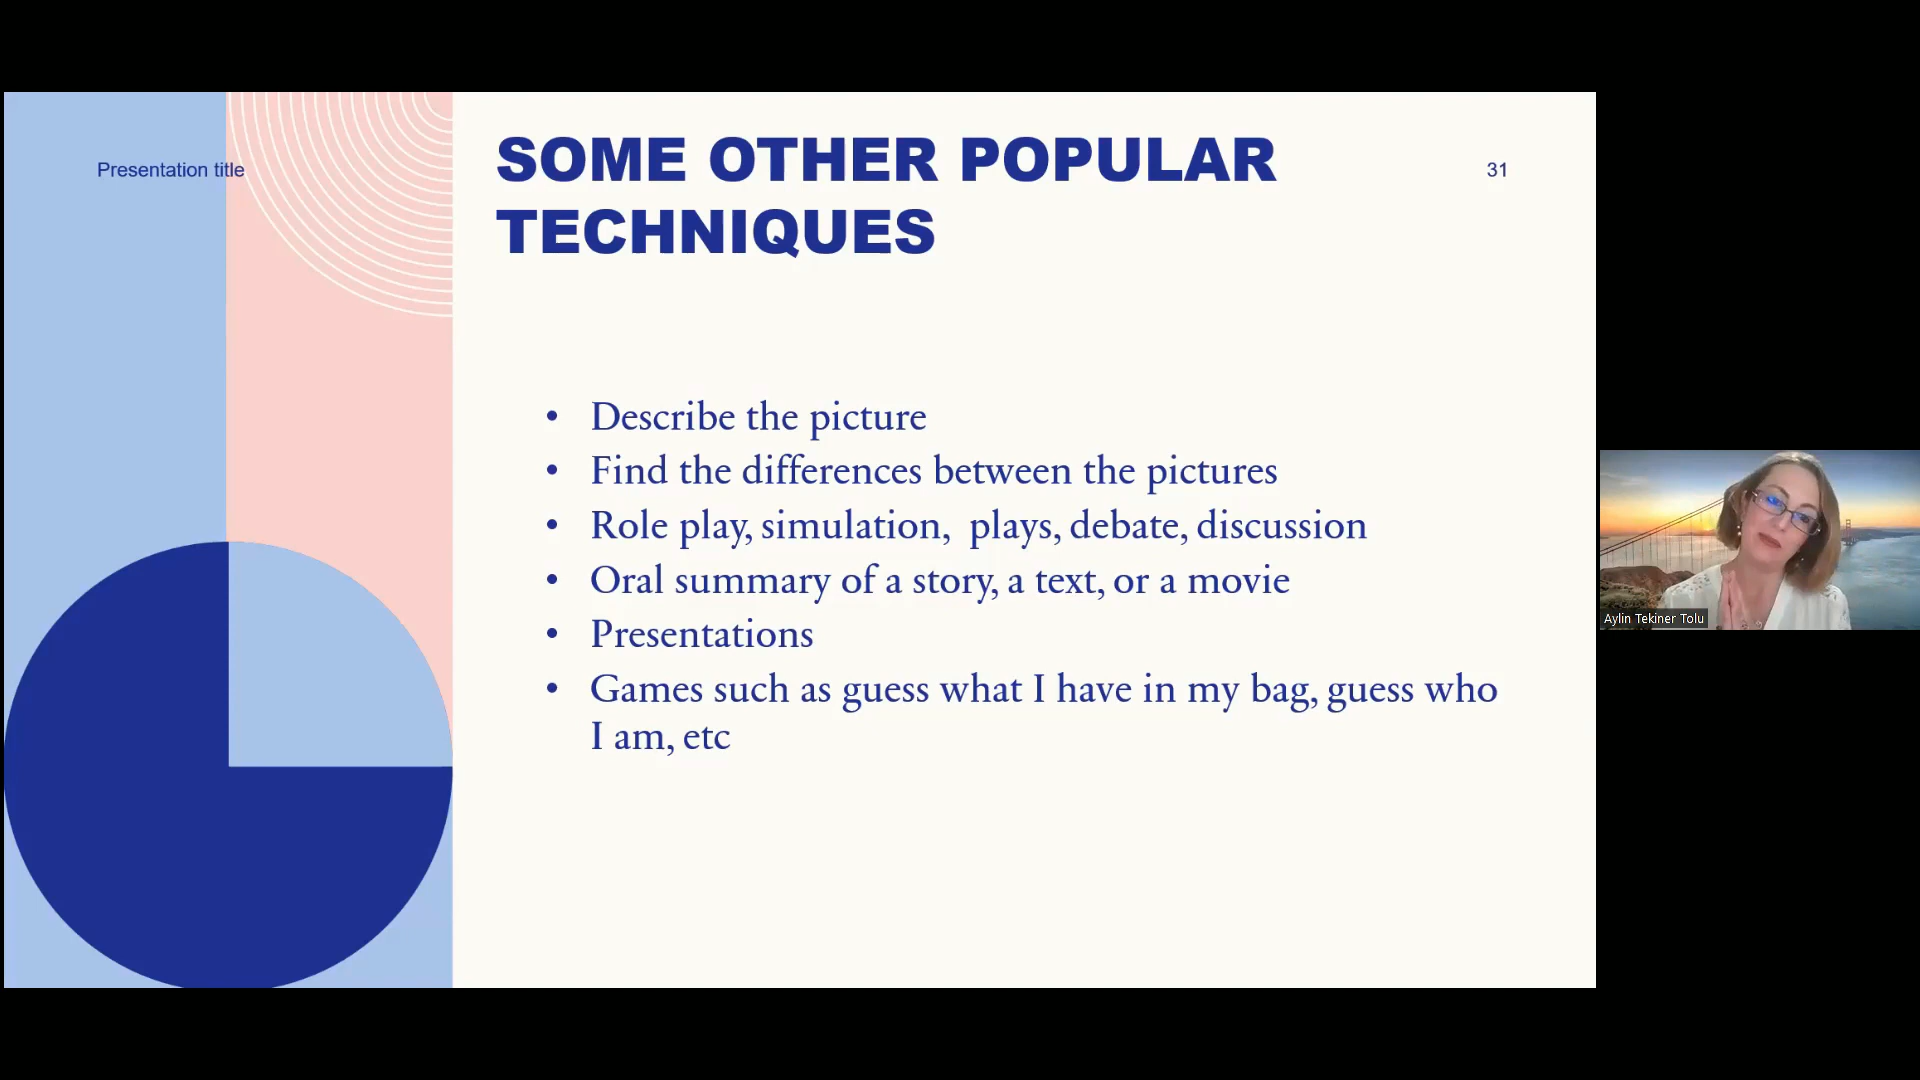 Presentation title
SOME OTHER POPULAR
TECHNIQUES
31
• Describe the picture
• Find the differences between the pictures
• Role play, simulation,  plays, debate, discussion
• Oral summary of a story, a text, or a movie
• Presentations
• Games such as guess what I have in my bag, guess who
I am, etc
Aylin Tekiner Tolu